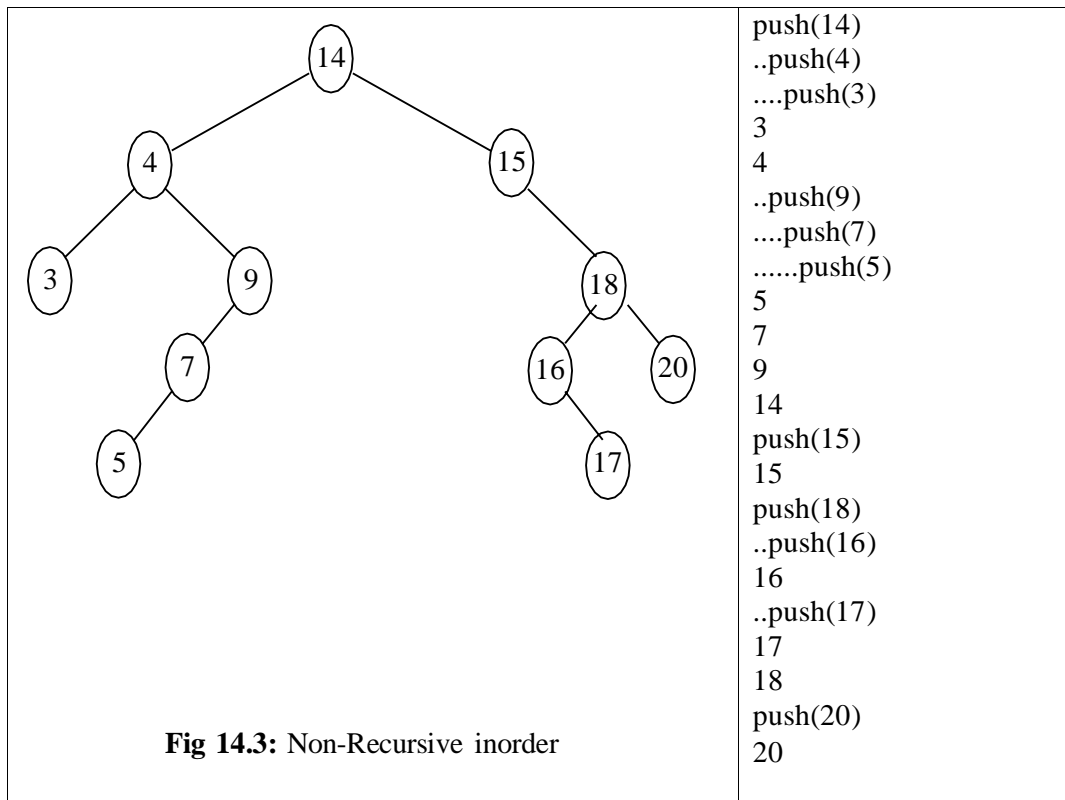 14
4
15
3
9
18
7
16
20
5
17
Fig 14.3: Non-Recursive inorder
push(14)
..push(4)
....push(3)
3
4
..push(9)
....push(7)
......push(5)
5
7
9
14
push(15)
15
push(18)
..push(16)
16
..push(17)
17
18
push(20)
20